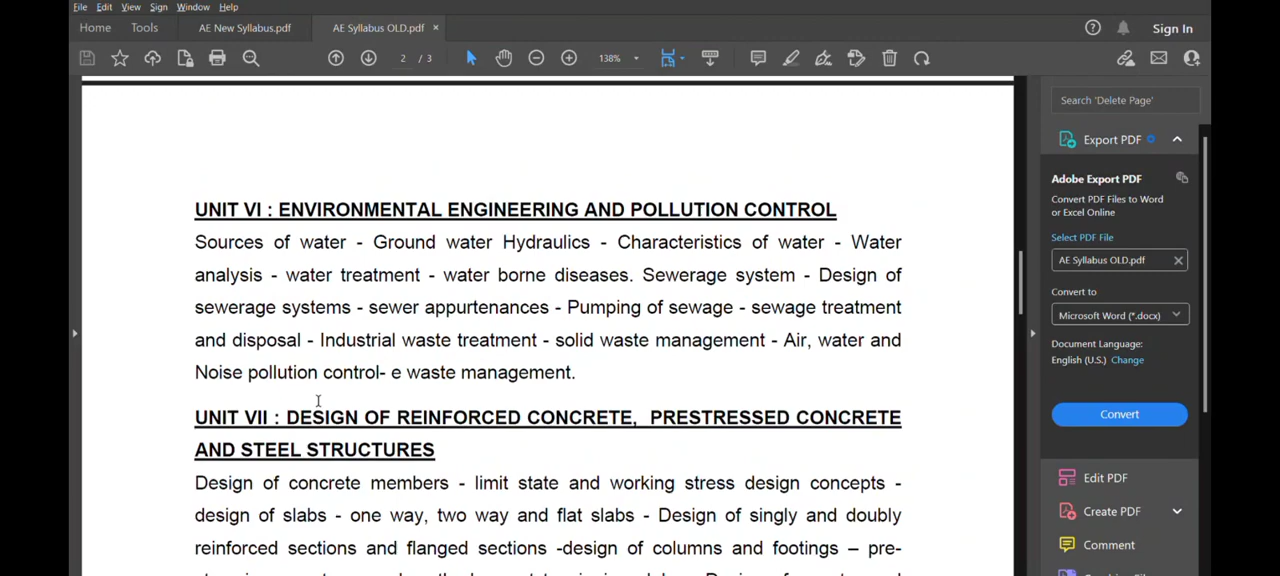 File Edit View Sign Window Help
Home Tools AE New Syllabus.pdf AE Syllabus OLD.pdf × Sign In
2 / 3 138%
UNIT VI : ENVIRONMENTAL ENGINEERING AND POLLUTION CONTROL
Sources of water - Ground water Hydraulics - Characteristics of water - Water
analysis - water treatment - water borne diseases. Sewerage system - Design of
sewerage systems - sewer appurtenances - Pumping of sewage - sewage treatment
and disposal - Industrial waste treatment - solid waste management - Air, water and
Noise pollution control- e waste management.
UNIT VII : DESIGN OF REINFORCED CONCRETE, PRESTRESSED CONCRETE
AND STEEL STRUCTURES
Design of concrete members - limit state and working stress design concepts -
design of slabs - one way, two way and flat slabs - Design of singly and doubly
reinforced sections and flanged sections -design of columns and footings – pre-
Search 'Delete Page'
Export PDF
Adobe Export PDF
Convert PDF Files to Word
or Excel Online
Select PDF File
AE Syllabus OLD.pdf ×
Convert to
Microsoft Word (*.docx)
Document Language:
English (U.S.) Change
Convert
Edit PDF
Create PDF
Comment